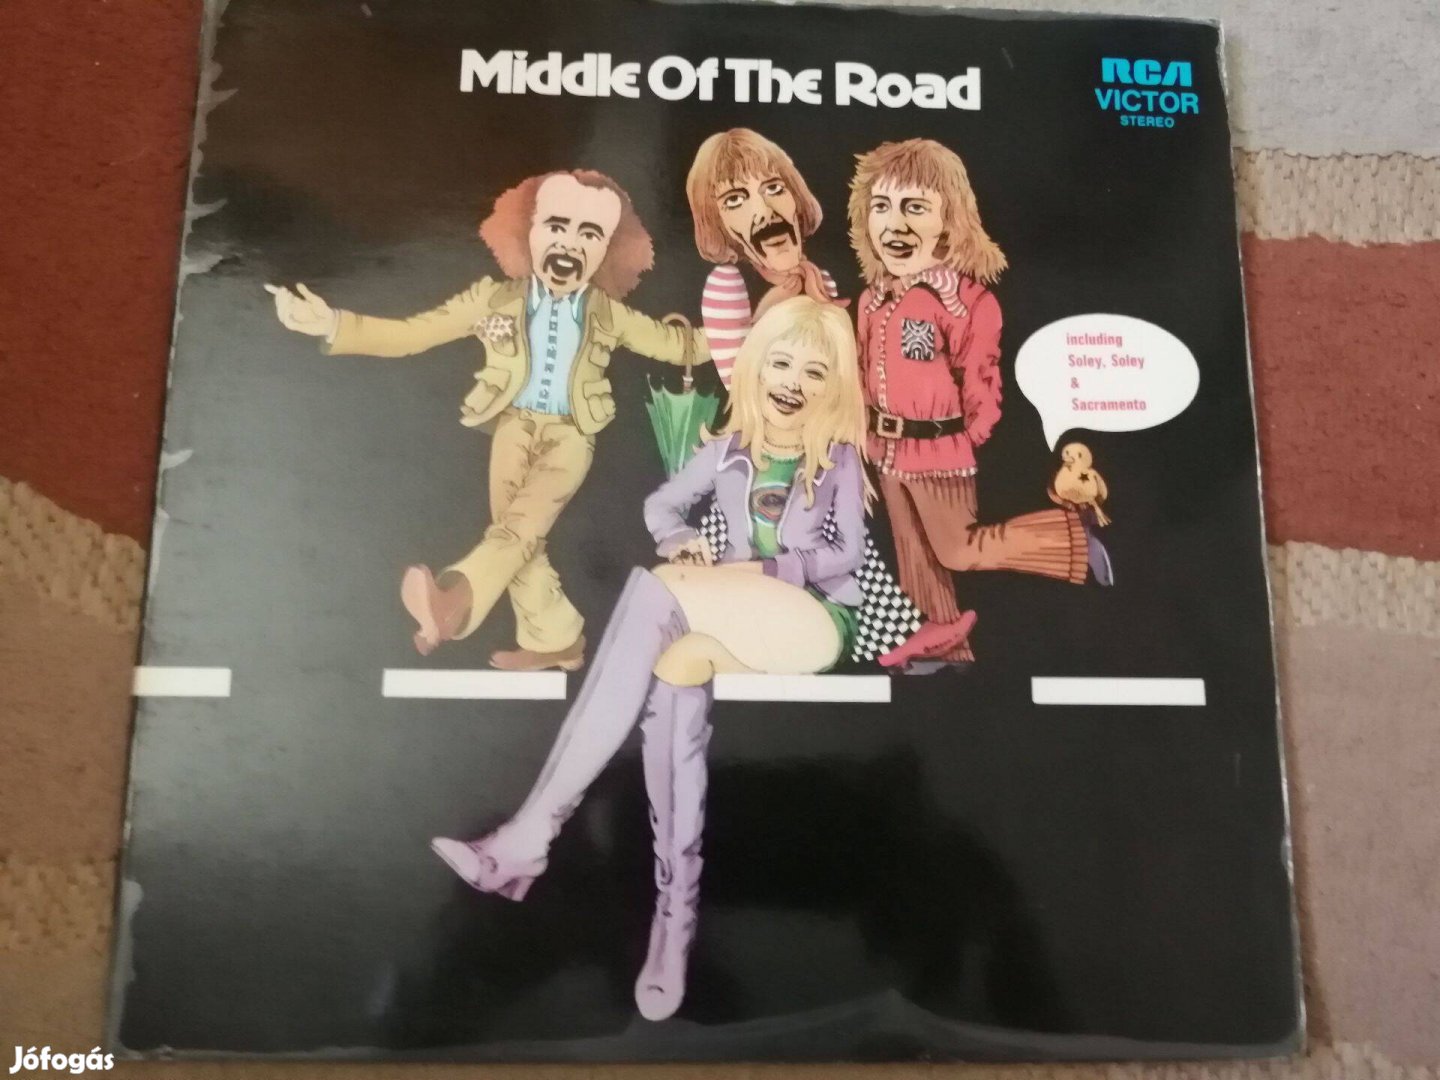 Middle Of The Road
RCA
VICTOR
STEREO
including
Soley, Soley
&
Sacramento
Jófogás